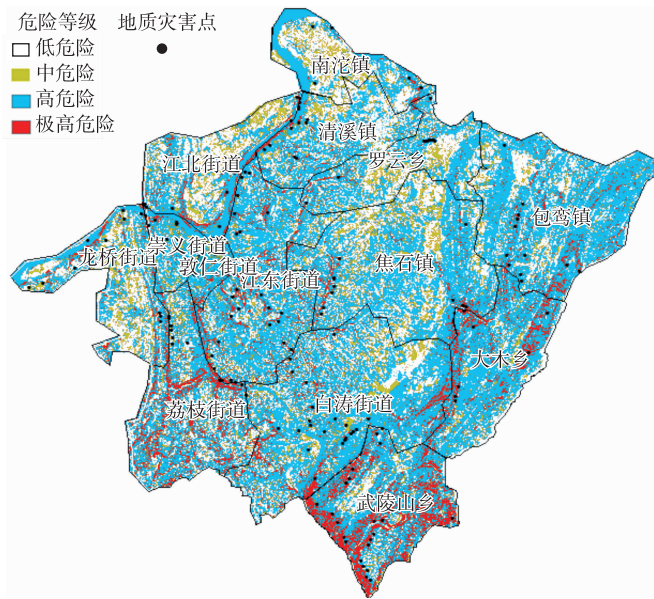 危险等级
地质灾害点
低危险
中危险
高危险
极高危险
南沱镇
清溪镇
罗云乡
江北街道
包鸾镇
崇义街道
龙桥街道
敦仁街道
焦石镇
江东街道
大木乡
荔枝街道
白涛街道
武陵山乡